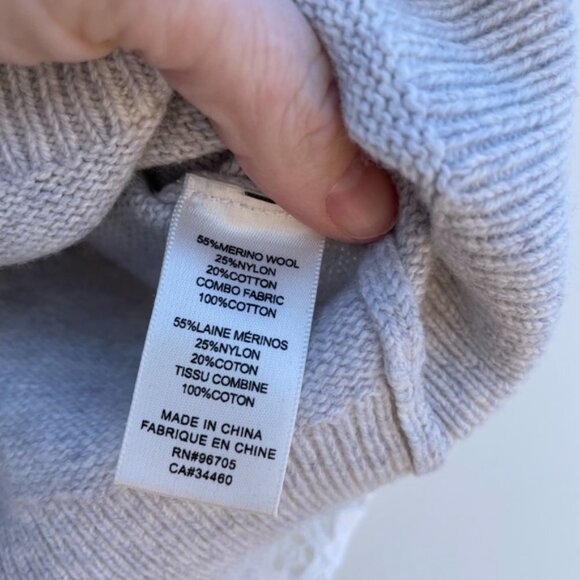 55%MERINO WOOL
25%NYLON
20%COTTON
COMBO FABRIC
100%COTTON
55%LAINE MÉRINOS
25%NYLON
20%COTON
TISSU COMBINE
100%COTON
MADE IN CHINA
FABRIQUE EN CHINE
RN#96705
CA#34460